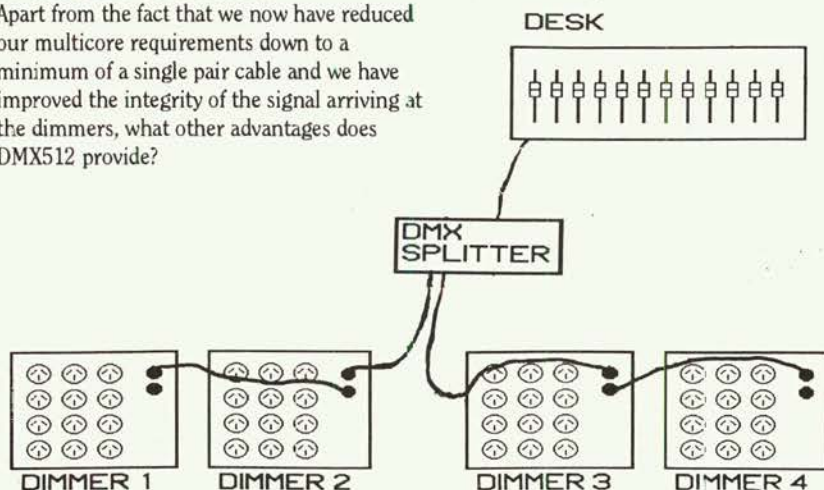 Apart from the fact that we now have reduced
our multicore requirements down to a
minimum of a single pair cable and we have
improved the integrity of the signal arriving at
the dimmers, what other advantages does
DMX512 provide?
DESK
DMX
SPLITTER
DIMMER 1
DIMMER 2
DIMMER 3
DIMMER 4